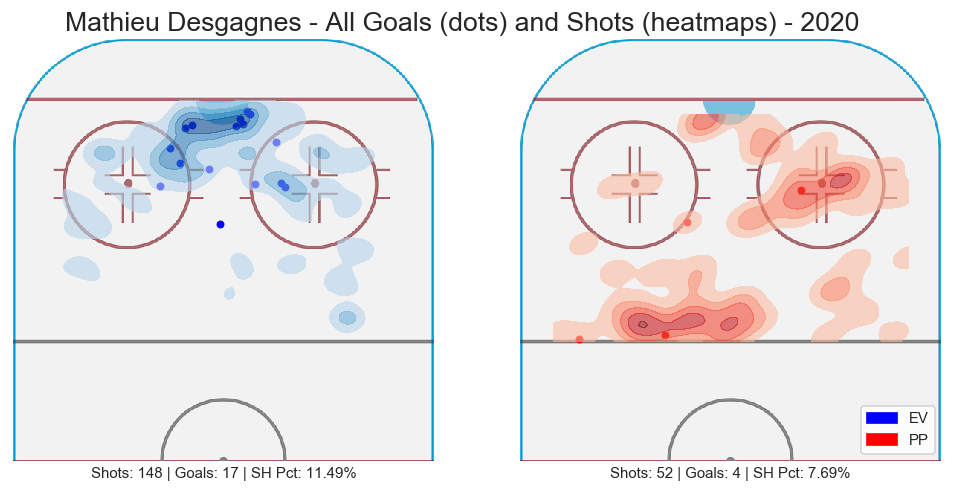 Mathieu Desgagnes - All Goals (dots) and Shots (heatmaps) - 2020
EV
PP
Shots: 148 | Goals: 17 | SH Pct: 11.49%
Shots: 52 | Goals: 4 | SH Pct: 7.69%